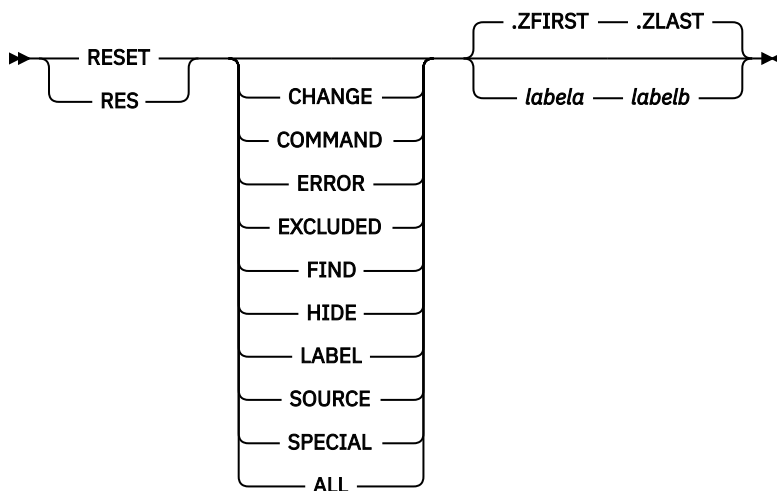 .ZFIRST .ZLAST
RESET
RES
CHANGE
labela labelb
COMMAND
ERROR
EXCLUDED
FIND
HIDE
LABEL
SOURCE
SPECIAL
ALL